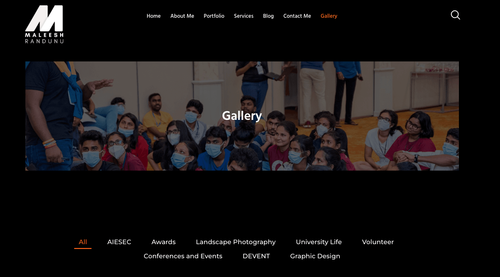 MALEESH
RANDUNU
Home About Me Portfolio Services Blog Contact Me Gallery
Gallery
All AIESEC Awards Landscape Photography University Life Volunteer
Conferences and Events DEVENT Graphic Design